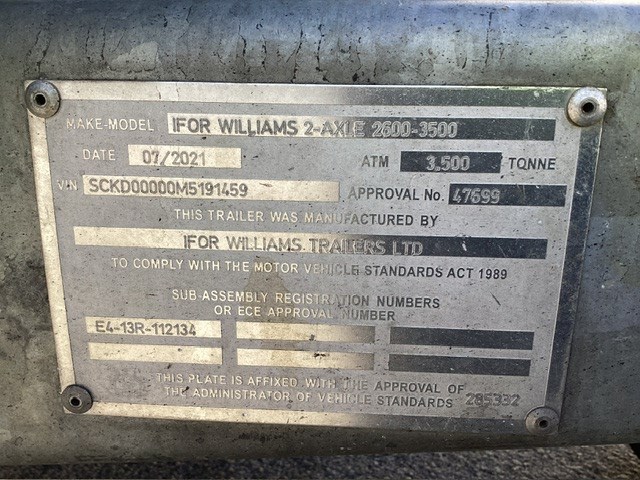 MAKE-MODEL IFOR WILLIAMS 2-AXLE 2600-3500
DATE 07/2021 ATM 3.500 TONNE
VIN SCKD00000M5191459 APPROVAL No. 47699
THIS TRAILER WAS MANUFACTURED BY
IFOR WILLIAMS TRAILERS LTD
TO COMPLY WITH THE MOTOR VEHICLE STANDARDS ACT 1989
SUB-ASSEMBLY REGISTRATION NUMBERS
OR ECE APPROVAL NUMBER
E4-13R-112134
THIS PLATE IS AFFIXED WITH THE APPROVAL OF
THE ADMINISTRATOR OF VEHICLE STANDARDS 285332